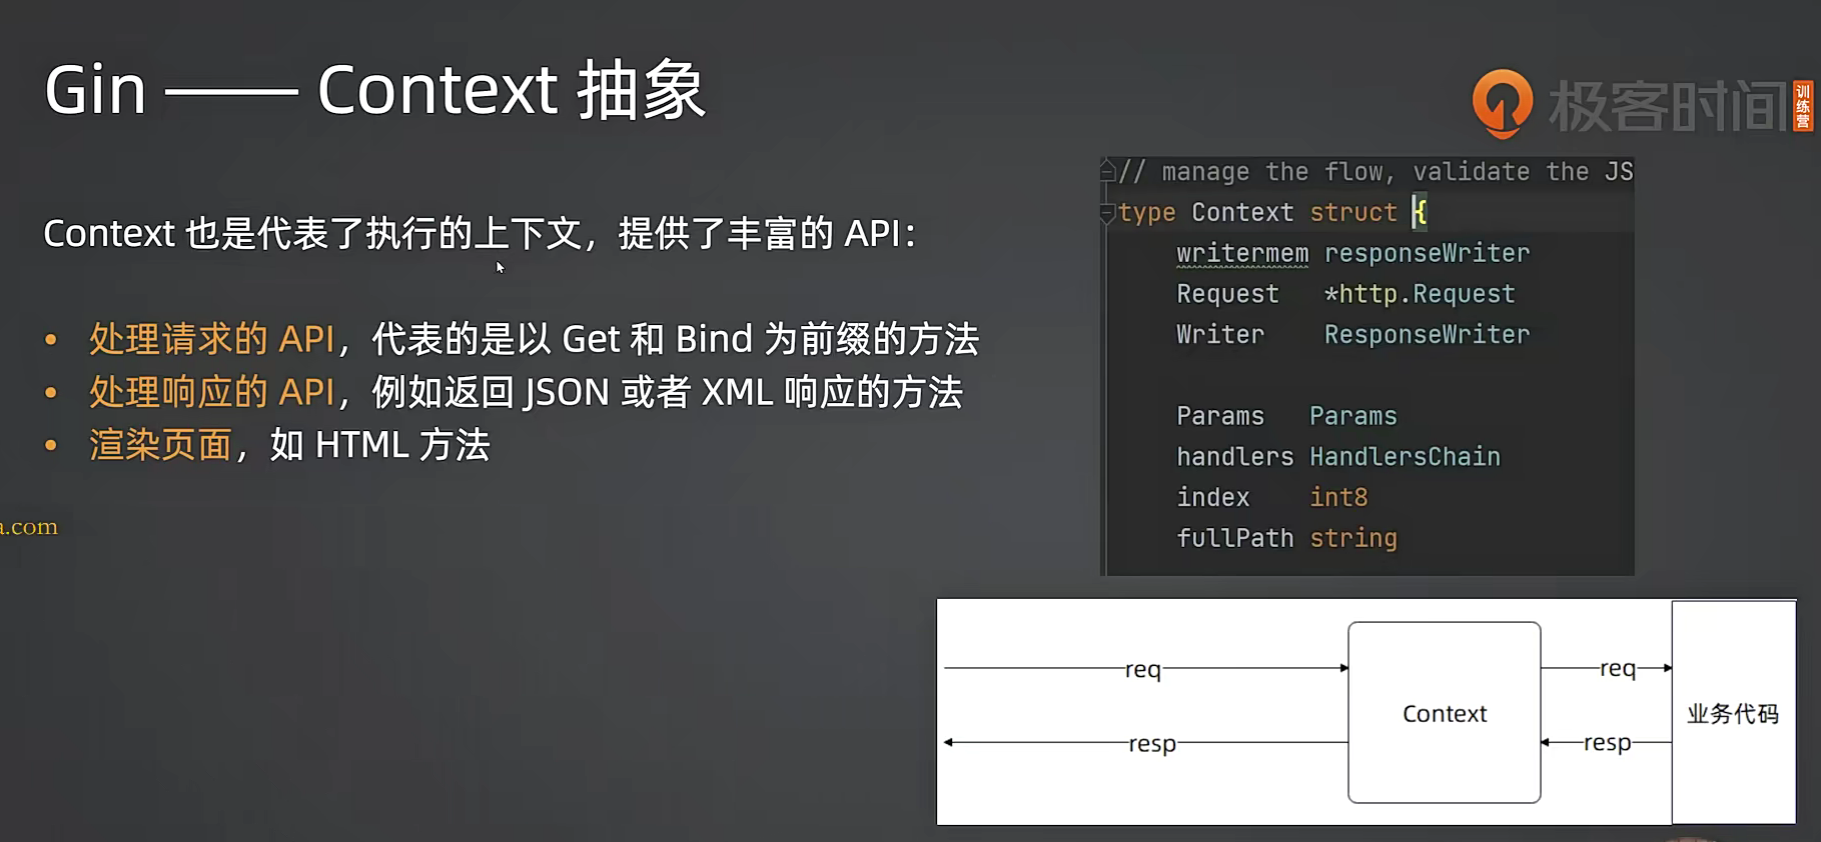 Gin —— Context 抽象
极客时间
训练营
Context 也是代表了执行的上下文，提供了丰富的 API：
• 处理请求的 API，代表的是以 Get 和 Bind 为前缀的方法
• 处理响应的 API，例如返回 JSON 或者 XML 响应的方法
• 渲染页面，如 HTML 方法
a.com
// manage the flow, validate the JS
type Context struct {
writermem responseWriter
Request *http.Request
Writer ResponseWriter
Params Params
handlers HandlersChain
index int8
fullPath string
req
req
Context
业务代码
resp
resp